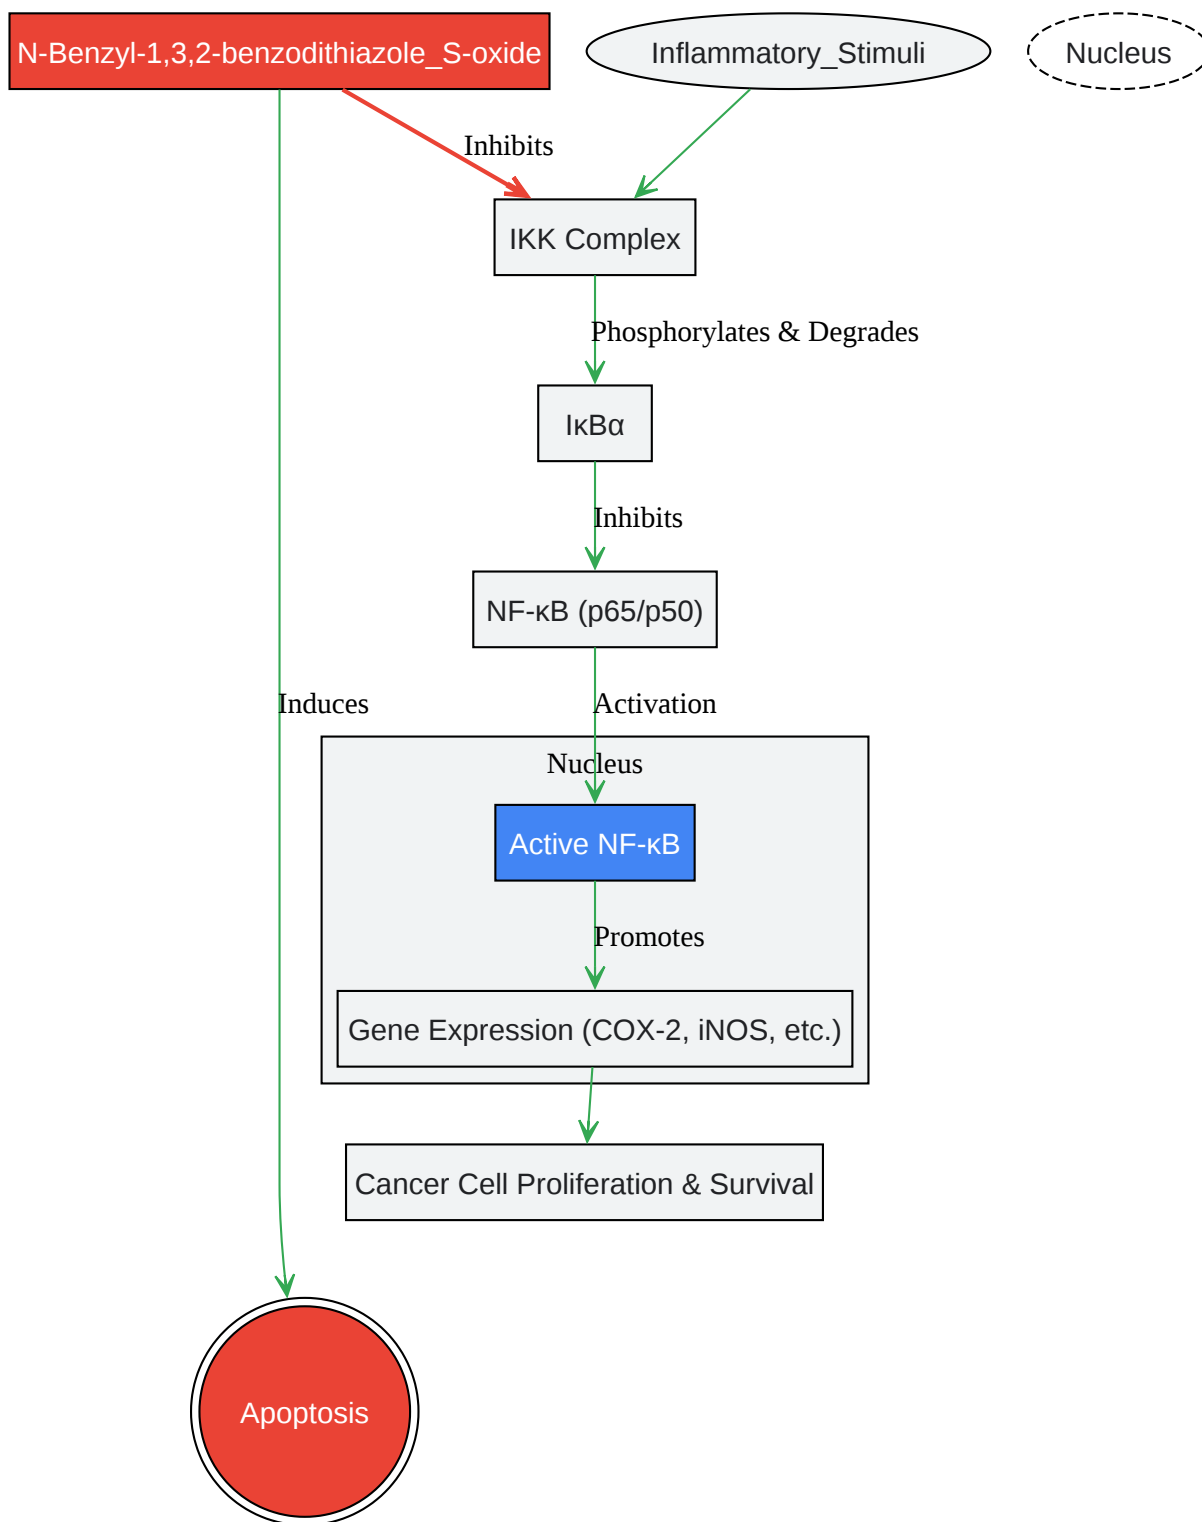 N-Benzyl-1,3,2-benzodithiazole_S-oxide
Inflammatory_Stimuli
Nucleus
Inhibits
IKK Complex
Phosphorylates & Degrades
IκBα
Inhibits
NF-κB (p65/p50)
Induces
Activation
Nucleus
Active NF-κB
Promotes
Gene Expression (COX-2, iNOS, etc.)
Cancer Cell Proliferation & Survival
Apoptosis